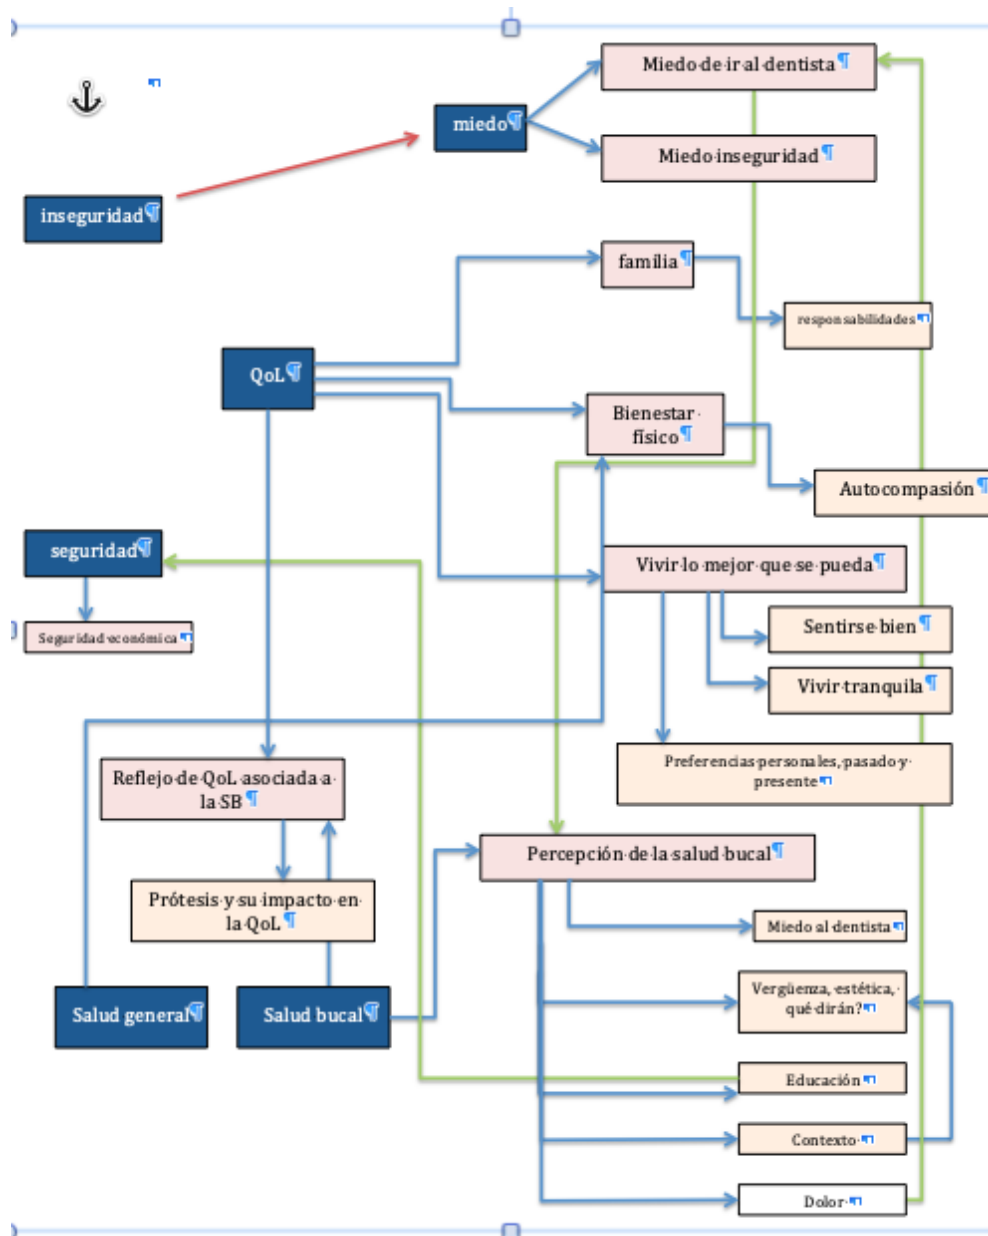 Miedo de ir al dentista
miedo
Miedo inseguridad
inseguridad
familia
responsabilidades
QoL
Bienestar
físico
Autocompasión
seguridad
Vivir lo mejor que se pueda
Seguridad económica
Sentirse bien
Vivir tranquila
Preferencias personales, pasado y
presente
Reflejo de QoL asociada a
la SB
Percepción de la salud bucal
Prótesis y su impacto en
la QoL
Miedo al dentista
Vergüenza, estética,
qué dirán?
Salud general
Salud bucal
Educación
Contexto
Dolor